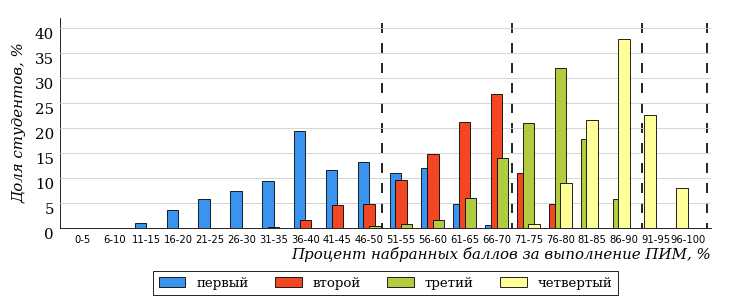 Доля студентов, %
40
35
30
25
20
15
10
5
0
0-5 6-10 11-15 16-20 21-25 26-30 31-35 36-40 41-45 46-50 51-55 56-60 61-65 66-70 71-75 76-80 81-85 86-90 91-95 96-100
Процент набранных баллов за выполнение ПИМ, %
первый второй третий четвертый